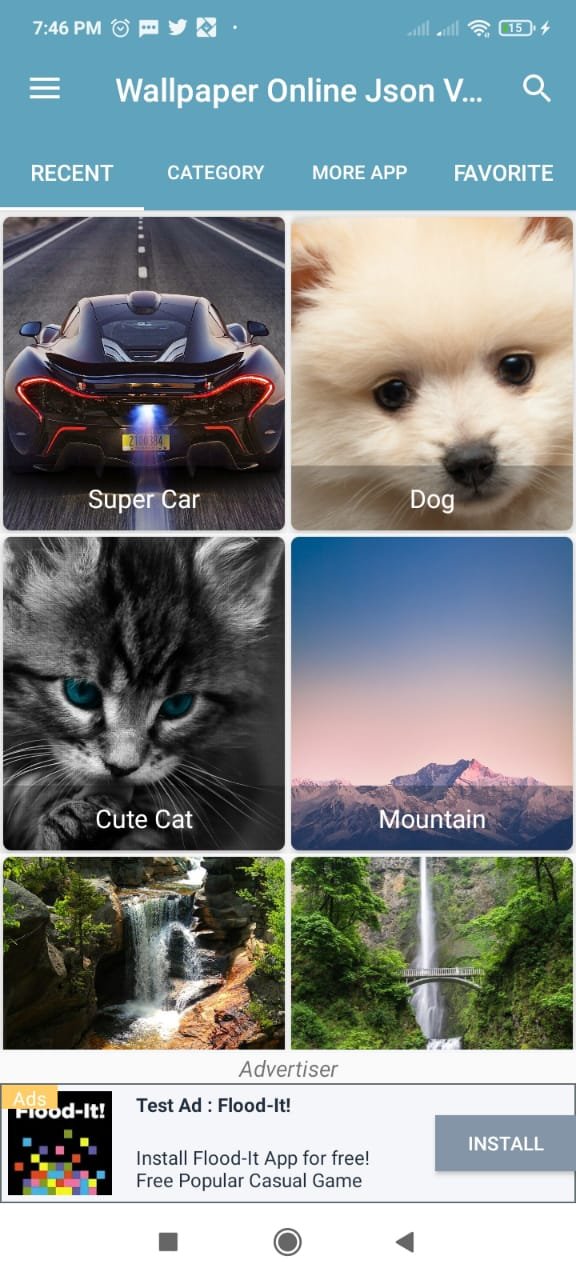 7:46 PM
15
Wallpaper Online Json V...
RECENT
CATEGORY
MORE APP
FAVORITE
2100384
Super Car
Dog
Cute Cat
Mountain
Advertiser
Ads
Flood-It!
Test Ad : Flood-It!
Install Flood-It App for free!
Free Popular Casual Game
INSTALL